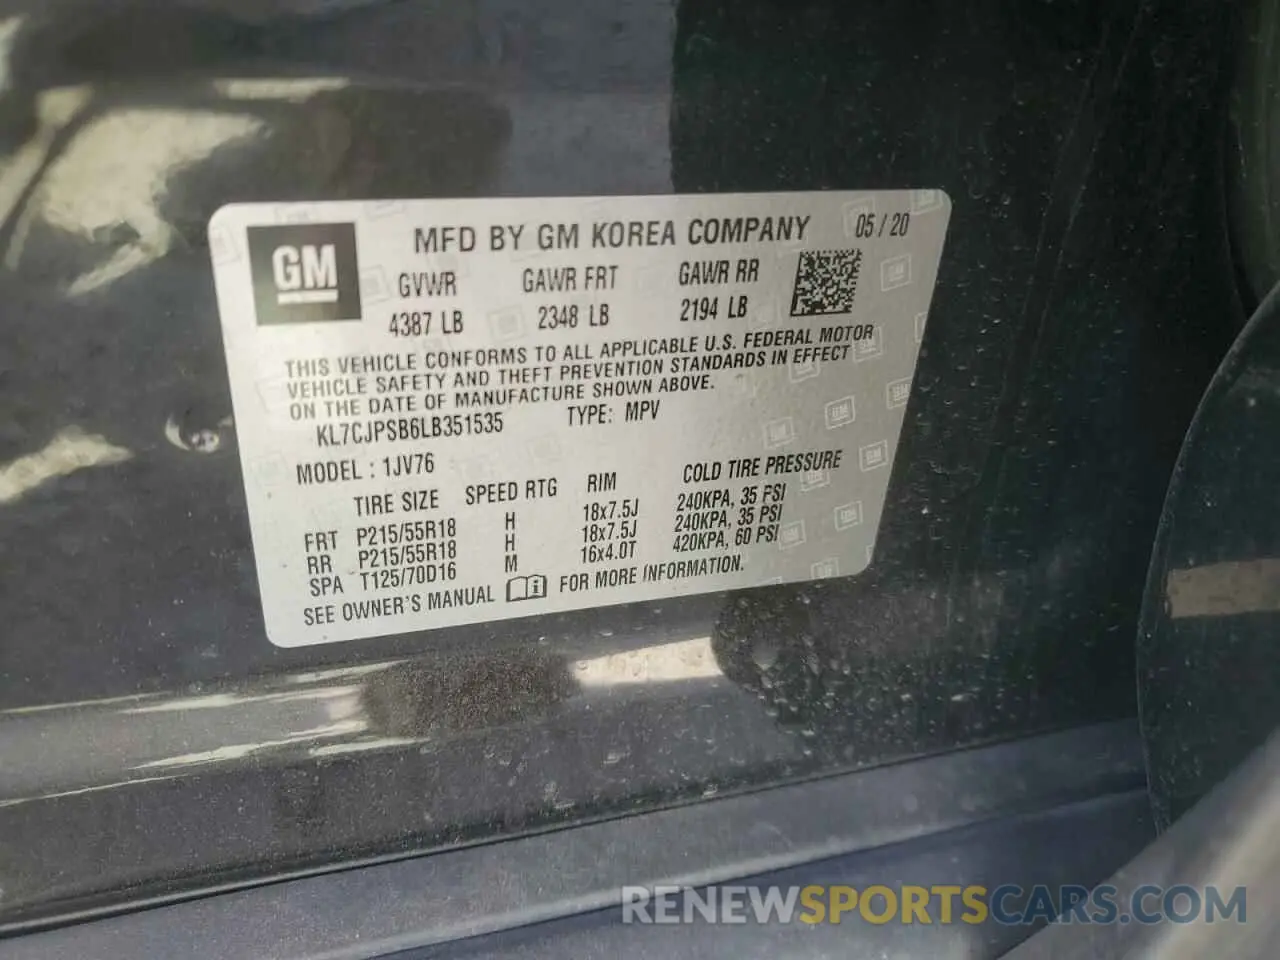 GM
MFD BY GM KOREA COMPANY 05/20
GVWR GAWR FRT GAWR RR
4387 LB 2348 LB 2194 LB
THIS VEHICLE CONFORMS TO ALL APPLICABLE U.S. FEDERAL MOTOR
VEHICLE SAFETY AND THEFT PREVENTION STANDARDS IN EFFECT
ON THE DATE OF MANUFACTURE SHOWN ABOVE.
KL7CJPSB6LB351535 TYPE: MPV
MODEL : 1JV76
TIRE SIZE SPEED RTG RIM COLD TIRE PRESSURE
FRT P215/55R18 H 18x7.5J 240KPA, 35 PSI
RR P215/55R18 H 18x7.5J 240KPA, 35 PSI
SPA T125/70D16 M 16x4.0T 420KPA, 60 PSI
SEE OWNER'S MANUAL i FOR MORE INFORMATION.
RENEWSPORTSCARS.COM